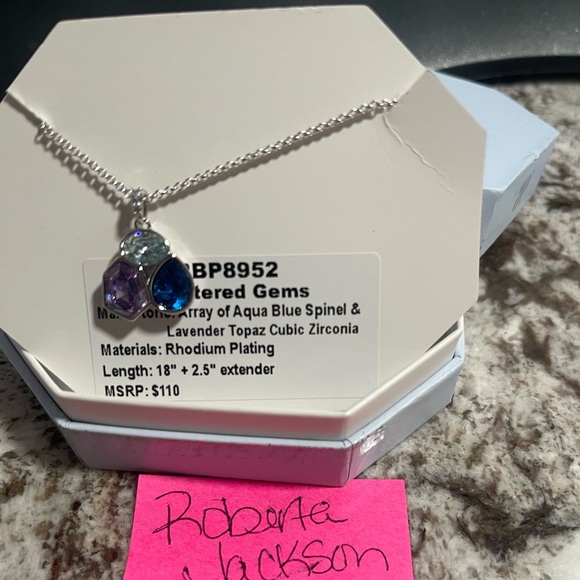 BP8952
tered Gems
Array of Aqua Blue Spinel &
Lavender Topaz Cubic Zirconia
Materials: Rhodium Plating
Length: 18" + 2.5" extender
MSRP: $110
Roberta
Jackson